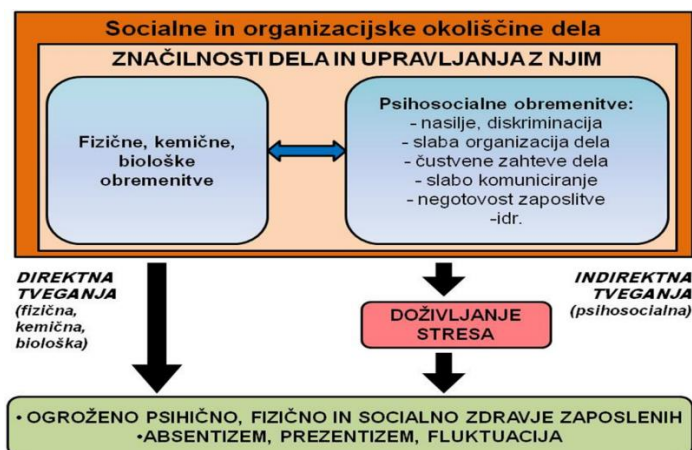 Socialne in organizacijske okoliščine dela
ZNAČILNOSTI DELA IN UPRAVLJANJA Z NJIM
Fizične, kemične,
biološke
obremenitve
Psihosocialne obremenitve:
- nasilje, diskriminacija
- slaba organizacija dela
- čustvene zahteve dela
- slabo komuniciranje
- negotovost zaposlitve
-idr.
DIREKTNA
TVEGANJA
(fizična,
kemična,
biološka)
INDIREKTNA
TVEGANJA
(psihosocialna)
DOŽIVLJANJE
STRESA
• OGROŽENO PSIHIČNO, FIZIČNO IN SOCIALNO ZDRAVJE ZAPOSLENIH
•ABSENTIZEM, PREZENTIZEM, FLUKTUACIJA